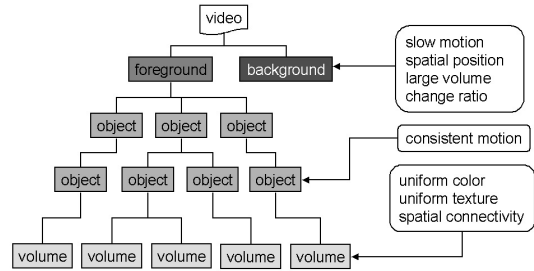 video
foreground
background
slow motion
spatial position
large volume
change ratio
object
object
object
consistent motion
object
object
object
object
uniform color
uniform texture
spatial connectivity
volume
volume
volume
volume
volume